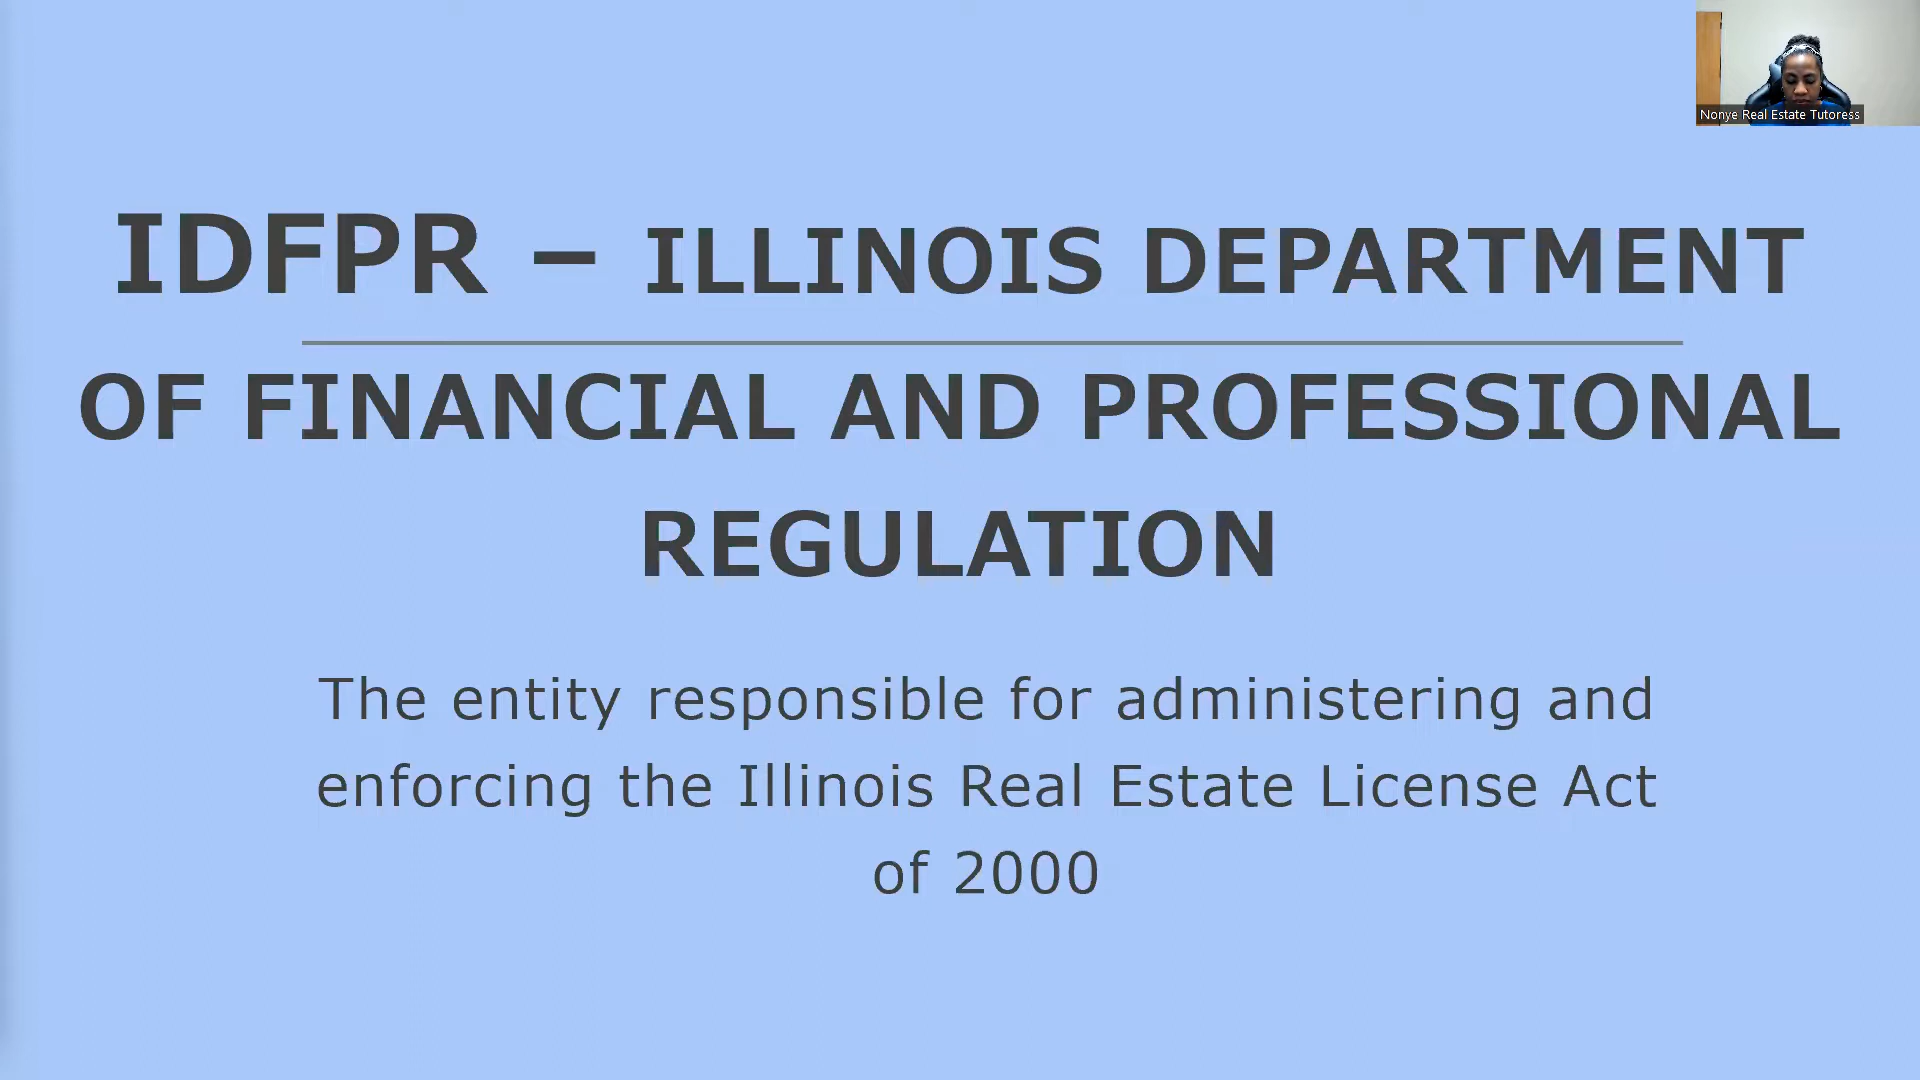 Nonye Real Estate Tutoress
IDFPR – ILLINOIS DEPARTMENT
OF FINANCIAL AND PROFESSIONAL
REGULATION
The entity responsible for administering and
enforcing the Illinois Real Estate License Act
of 2000